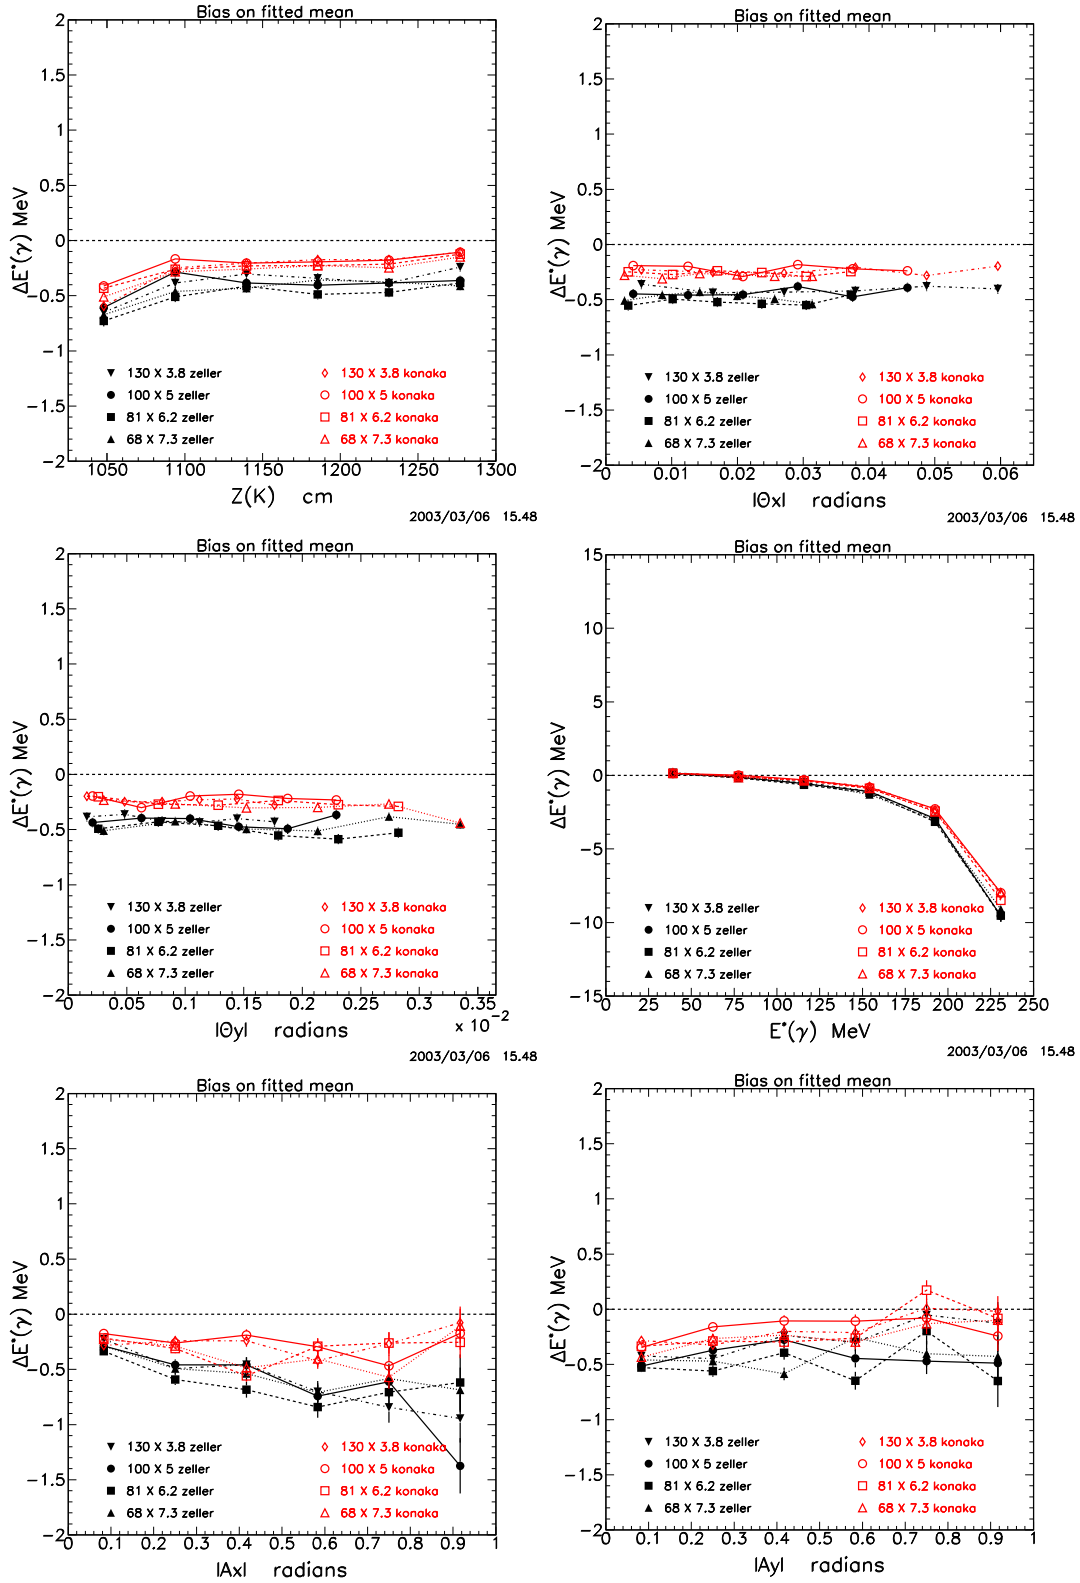 Bias on fitted mean
ΔE*(γ) MeV
2
1.5
1
0.5
0
−0.5
−1
−1.5
−2
130 X 3.8 zeller
100 X 5 zeller
81 X 6.2 zeller
68 X 7.3 zeller
130 X 3.8 konaka
100 X 5 konaka
81 X 6.2 konaka
68 X 7.3 konaka
1050 1100 1150 1200 1250 1300
Z(K) cm
2003/03/06 15.48
Bias on fitted mean
ΔE*(γ) MeV
2
1.5
1
0.5
0
−0.5
−1
−1.5
−2
130 X 3.8 zeller
100 X 5 zeller
81 X 6.2 zeller
68 X 7.3 zeller
130 X 3.8 konaka
100 X 5 konaka
81 X 6.2 konaka
68 X 7.3 konaka
0 0.01 0.02 0.03 0.04 0.05 0.06
|Θx| radians
2003/03/06 15.48
Bias on fitted mean
ΔE*(γ) MeV
2
1.5
1
0.5
0
−0.5
−1
−1.5
−2
130 X 3.8 zeller
100 X 5 zeller
81 X 6.2 zeller
68 X 7.3 zeller
130 X 3.8 konaka
100 X 5 konaka
81 X 6.2 konaka
68 X 7.3 konaka
0 0.05 0.1 0.15 0.2 0.25 0.3 0.35
x 10⁻²
|Θy| radians
2003/03/06 15.48
Bias on fitted mean
ΔE*(γ) MeV
15
10
5
0
−5
−10
−15
130 X 3.8 zeller
100 X 5 zeller
81 X 6.2 zeller
68 X 7.3 zeller
130 X 3.8 konaka
100 X 5 konaka
81 X 6.2 konaka
68 X 7.3 konaka
25 50 75 100 125 150 175 200 225 250
E*(γ) MeV
2003/03/06 15.48
Bias on fitted mean
ΔE*(γ) MeV
2
1.5
1
0.5
0
−0.5
−1
−1.5
−2
130 X 3.8 zeller
100 X 5 zeller
81 X 6.2 zeller
68 X 7.3 zeller
130 X 3.8 konaka
100 X 5 konaka
81 X 6.2 konaka
68 X 7.3 konaka
0 0.1 0.2 0.3 0.4 0.5 0.6 0.7 0.8 0.9 1
|Ax| radians
Bias on fitted mean
ΔE*(γ) MeV
2
1.5
1
0.5
0
−0.5
−1
−1.5
−2
130 X 3.8 zeller
100 X 5 zeller
81 X 6.2 zeller
68 X 7.3 zeller
130 X 3.8 konaka
100 X 5 konaka
81 X 6.2 konaka
68 X 7.3 konaka
0 0.1 0.2 0.3 0.4 0.5 0.6 0.7 0.8 0.9 1
|Ay| radians